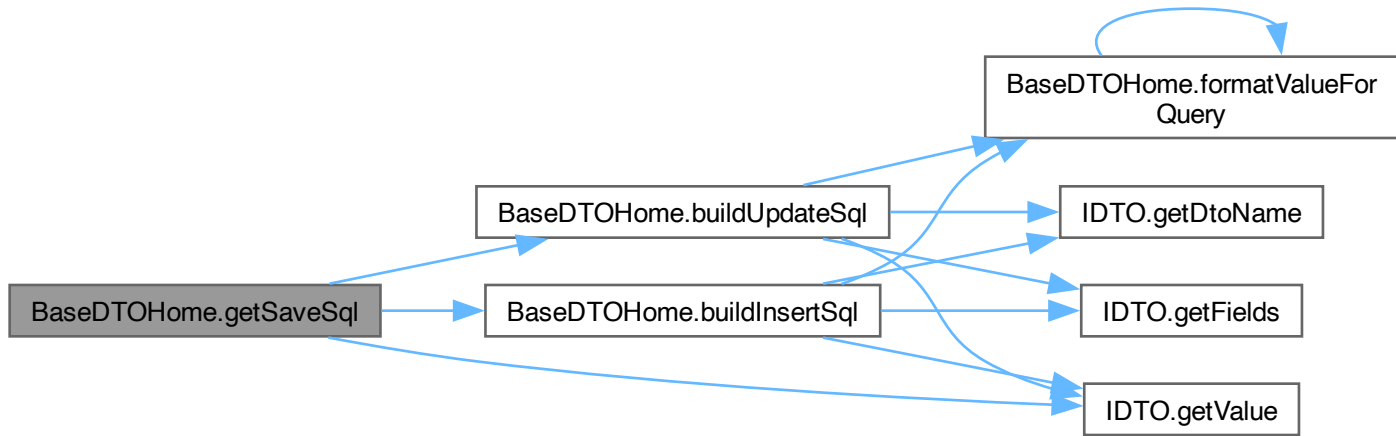 BaseDTOHome.formatValueFor
Query
BaseDTOHome.buildUpdateSql
IDTO.getDtoName
BaseDTOHome.getSaveSql
BaseDTOHome.buildInsertSql
IDTO.getFields
IDTO.getValue